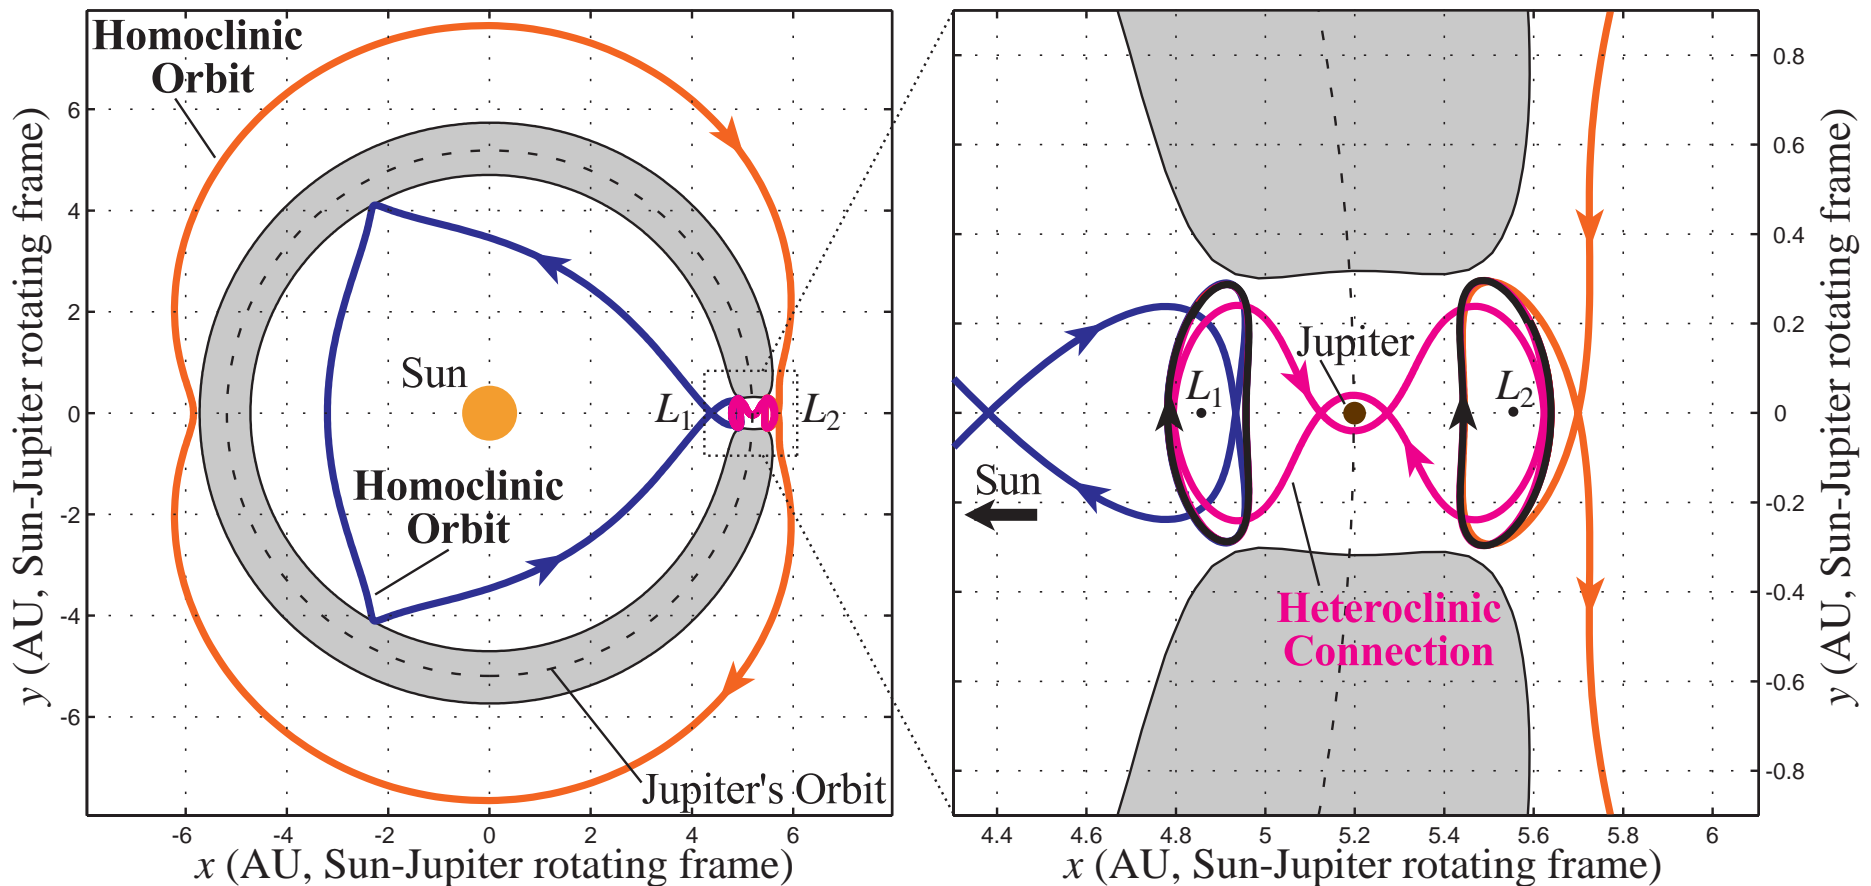 Homoclinic
Orbit
Sun
L1
L2
Homoclinic
Orbit
Jupiter's Orbit
6
4
2
0
-2
-4
-6
-6 -4 -2 0 2 4 6
x (AU, Sun-Jupiter rotating frame)
y (AU, Sun-Jupiter rotating frame)
Jupiter
L1
L2
Sun
Heteroclinic
Connection
0.8
0.6
0.4
0.2
0
-0.2
-0.4
-0.6
-0.8
4.4 4.6 4.8 5 5.2 5.4 5.6 5.8 6
x (AU, Sun-Jupiter rotating frame)
y (AU, Sun-Jupiter rotating frame)